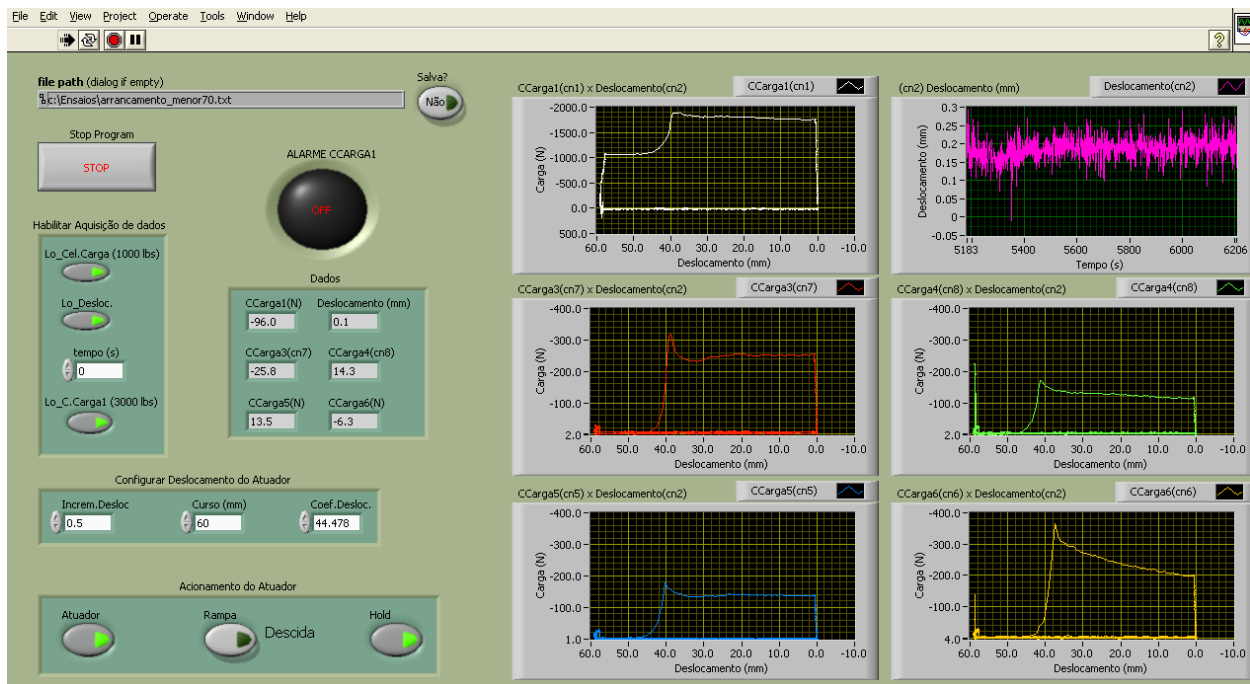 File Edit View Project Operate Tools Window Help
file path (dialog if empty)
c:\Ensaios\arrancamento_menor70.txt
Salva?
Não
Stop Program
STOP
ALARME CCARGA1
OFF
Habilitar Aquisição de dados
Lo_Cel.Carga (1000 lbs)
Lo_Desloc.
tempo (s)
0
Lo_C.Carga1 (3000 lbs)
Dados
CCarga1(N) Deslocamento (mm)
-96.0 0.1
CCarga3(cn7) CCarga4(cn8)
-25.8 14.3
CCarga5(N) CCarga6(N)
13.5 -6.3
Configurar Deslocamento do Atuador
Increm.Desloc Curso (mm) Coef.Desloc.
0.5 60 44.478
Acionamento do Atuador
Atuador Rampa Hold
Descida
CCarga1(cn1) x Deslocamento(cn2) CCarga1(cn1)
Carga (N)
-2000.0
-1500.0
-1000.0
-500.0
0.0
500.0
60.0 50.0 40.0 30.0 20.0 10.0 0.0 -10.0
Deslocamento (mm)
(cn2) Deslocamento (mm) Deslocamento(cn2)
Deslocamento (mm)
0.3
0.25
0.2
0.15
0.1
0.05
0
-0.05
5183 5400 5600 5800 6000 6206
Tempo (s)
CCarga3(cn7) x Deslocamento(cn2) CCarga3(cn7)
Carga (N)
-400.0
-300.0
-200.0
-100.0
2.0
60.0 50.0 40.0 30.0 20.0 10.0 0.0 -10.0
Deslocamento (mm)
CCarga4(cn8) x Deslocamento(cn2) CCarga4(cn8)
Carga (N)
-400.0
-300.0
-200.0
-100.0
2.0
60.0 50.0 40.0 30.0 20.0 10.0 0.0 -10.0
Deslocamento (mm)
CCarga5(cn5) x Deslocamento(cn2) CCarga5(cn5)
Carga (N)
-400.0
-300.0
-200.0
-100.0
1.0
60.0 50.0 40.0 30.0 20.0 10.0 0.0 -10.0
Deslocamento (mm)
CCarga6(cn6) x Deslocamento(cn2) CCarga6(cn6)
Carga (N)
-400.0
-300.0
-200.0
-100.0
4.0
60.0 50.0 40.0 30.0 20.0 10.0 0.0 -10.0
Deslocamento (mm)